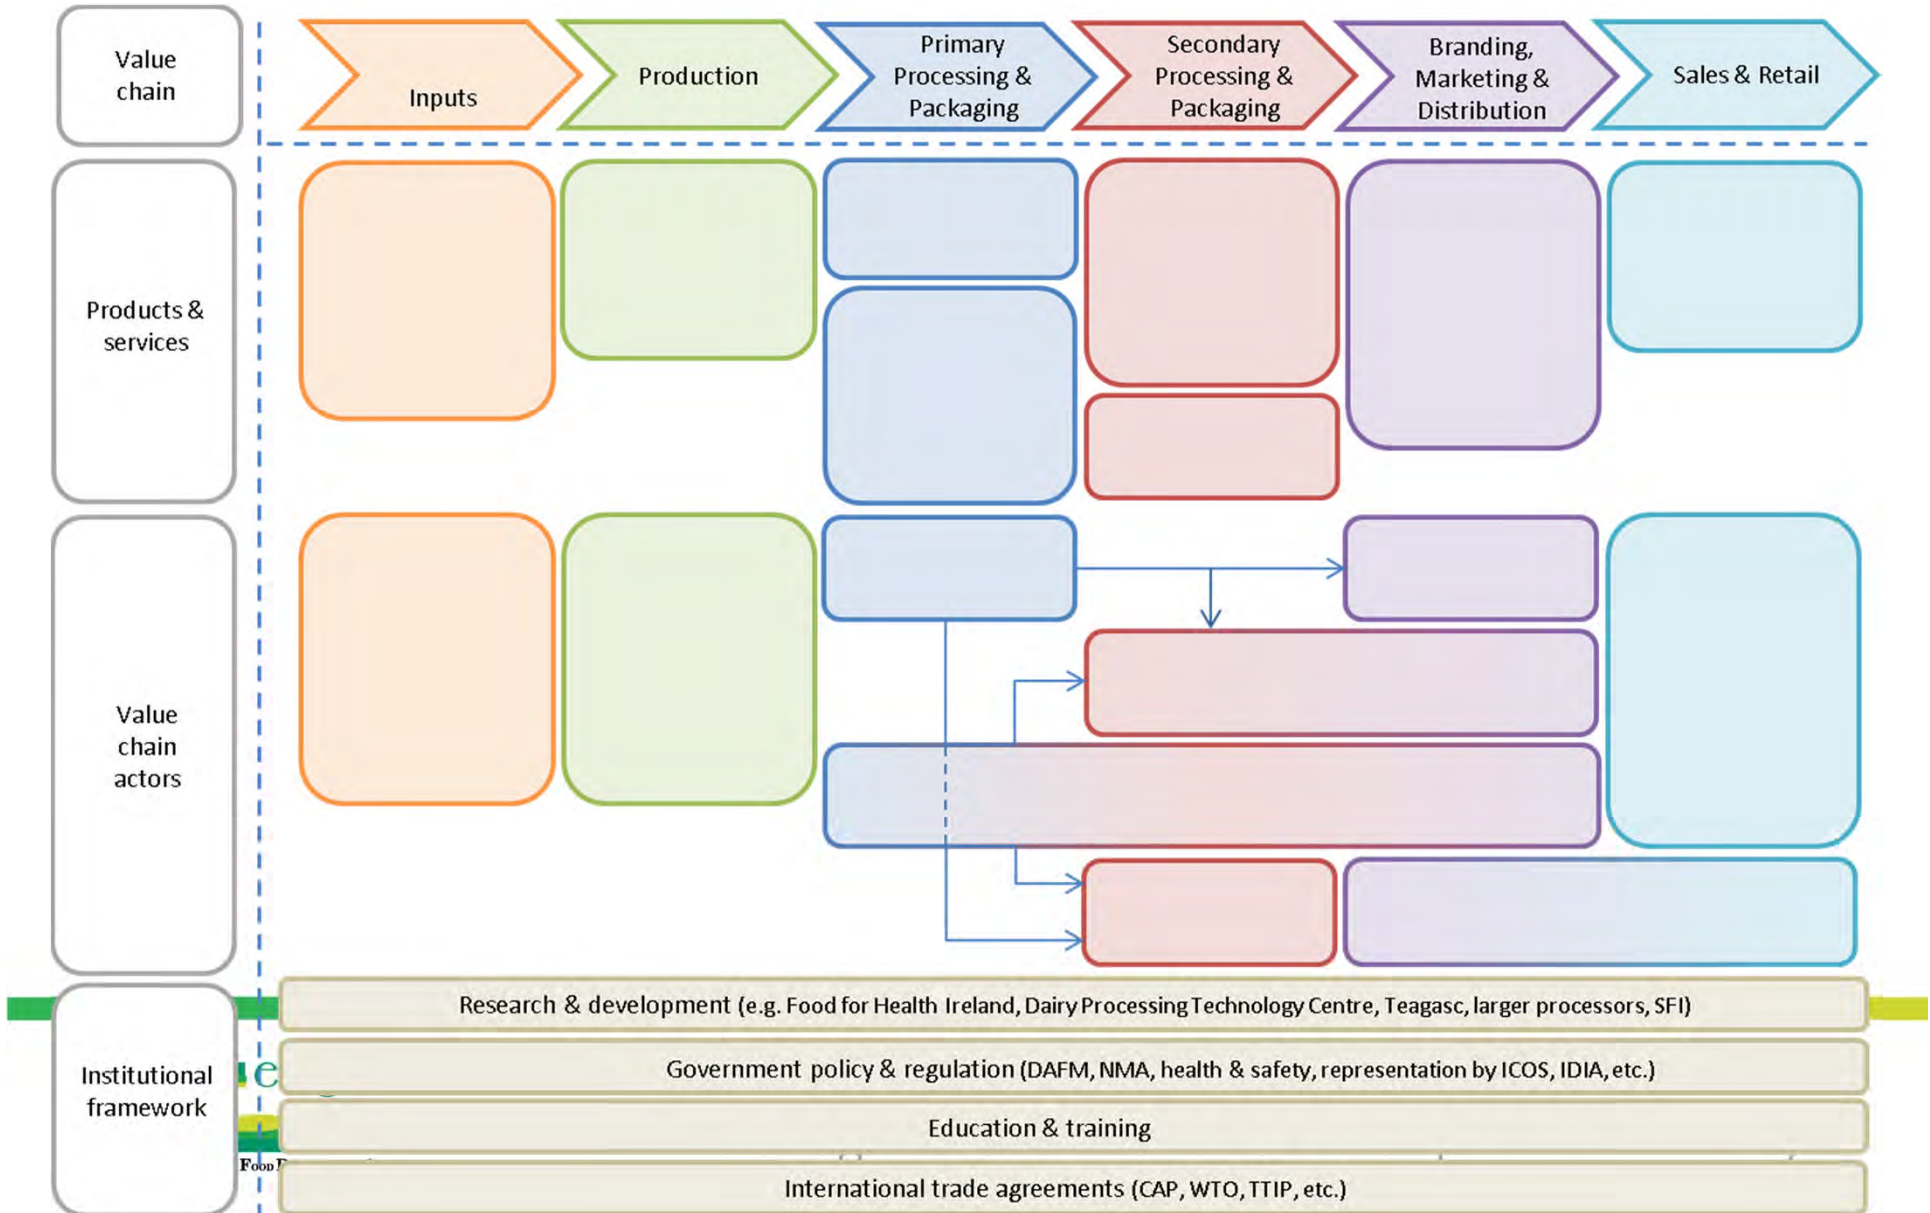 Value
chain
Inputs
Production
Primary
Processing &
Packaging
Secondary
Processing &
Packaging
Branding,
Marketing &
Distribution
Sales & Retail
Products &
services
Value
chain
actors
Institutional
framework
Research & development (e.g. Food for Health Ireland, Dairy Processing Technology Centre, Teagasc, larger processors, SFI)
Government policy & regulation (DAFM, NMA, health & safety, representation by ICOS, IDIA, etc.)
Education & training
Food
International trade agreements (CAP, WTO, TTIP, etc.)